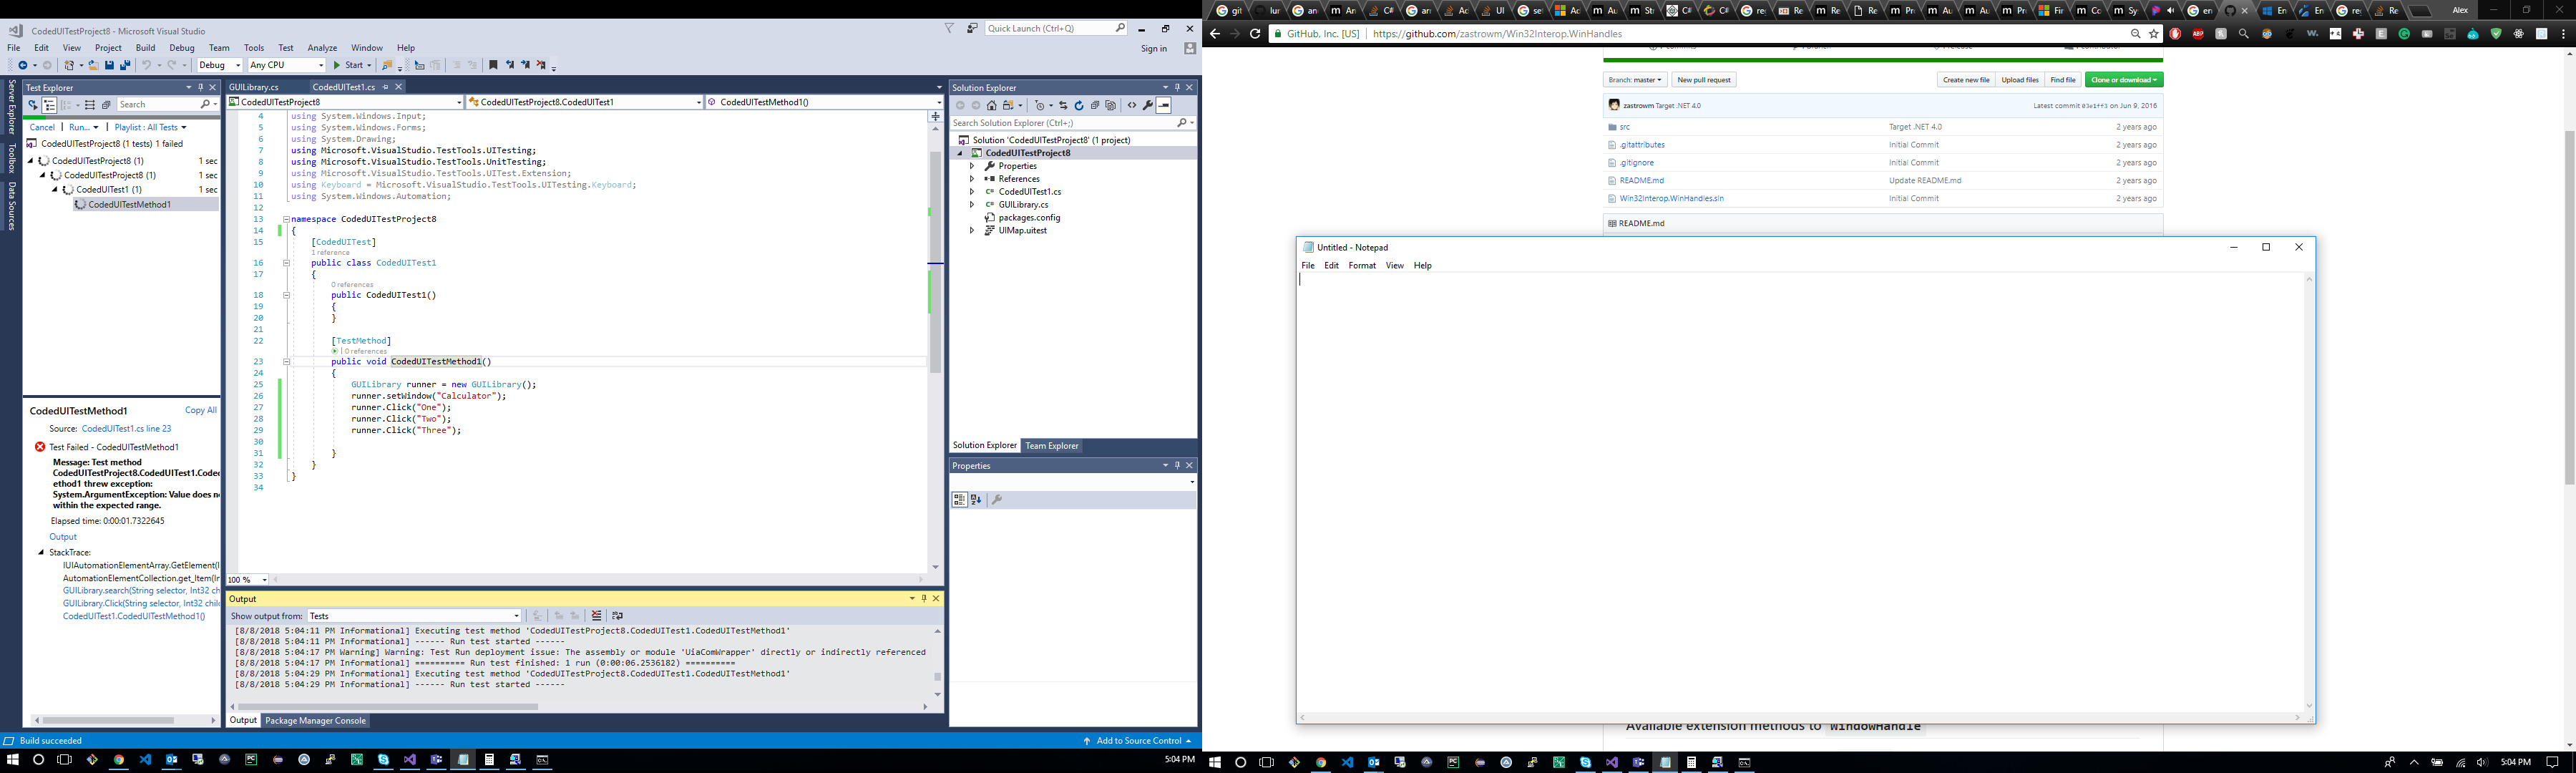 CodedUITestProject8 - Microsoft Visual Studio
Quick Launch (Ctrl+Q)
File Edit View Project Build Debug Team Tools Test Analyze Window Help
Sign in
Debug Any CPU Start
Server Explorer
Toolbox
Data Sources
Test Explorer
Search
Cancel | Run... | Playlist : All Tests
CodedUITestProject8 (1 tests) 1 failed
CodedUITestProject8 (1) 1 sec
CodedUITestProject8 (1) 1 sec
CodedUITest1 (1) 1 sec
CodedUITestMethod1
CodedUITestMethod1 Copy All
Source: CodedUITest1.cs line 23
Test Failed - CodedUITestMethod1
Message: Test method
CodedUITestProject8.CodedUITest1.Coded
ethod1 threw exception:
System.ArgumentException: Value does n
within the expected range.
Elapsed time: 0:00:01.7322645
Output
StackTrace:
IUIAutomationElementArray.GetElement(I
AutomationElementCollection.get_Item(In
GUILibrary.search(String selector, Int32 ch
GUILibrary.Click(String selector, Int32 chil
CodedUITest1.CodedUITestMethod1()
GUILibrary.cs CodedUITest1.cs
CodedUITestProject8 CodedUITestProject8.CodedUITest1 CodedUITestMethod1()
4 using System.Windows.Input;
5 using System.Windows.Forms;
6 using System.Drawing;
7 using Microsoft.VisualStudio.TestTools.UITesting;
8 using Microsoft.VisualStudio.TestTools.UnitTesting;
9 using Microsoft.VisualStudio.TestTools.UITest.Extension;
10 using Keyboard = Microsoft.VisualStudio.TestTools.UITesting.Keyboard;
11 using System.Windows.Automation;
12
13 namespace CodedUITestProject8
14 {
15 [CodedUITest]
1 reference
16 public class CodedUITest1
17 {
0 references
18 public CodedUITest1()
19 {
20 }
21
22 [TestMethod]
| 0 references
23 public void CodedUITestMethod1()
24 {
25 GUILibrary runner = new GUILibrary();
26 runner.setWindow("Calculator");
27 runner.Click("One");
28 runner.Click("Two");
29 runner.Click("Three");
30
31 }
32 }
33 }
34
100 %
Output
Show output from: Tests
[8/8/2018 5:04:11 PM Informational] Executing test method 'CodedUITestProject8.CodedUITest1.CodedUITestMethod1'
[8/8/2018 5:04:11 PM Informational] ------ Run test started ------
[8/8/2018 5:04:17 PM Warning] Warning: Test Run deployment issue: The assembly or module 'UiaComWrapper' directly or indirectly referenced
[8/8/2018 5:04:17 PM Informational] ========== Run test finished: 1 run (0:00:06.2536182) ==========
[8/8/2018 5:04:29 PM Informational] Executing test method 'CodedUITestProject8.CodedUITest1.CodedUITestMethod1'
[8/8/2018 5:04:29 PM Informational] ------ Run test started ------
Output Package Manager Console
Solution Explorer
Search Solution Explorer (Ctrl+;)
Solution 'CodedUITestProject8' (1 project)
CodedUITestProject8
Properties
References
CodedUITest1.cs
GUILibrary.cs
packages.config
UIMap.uitest
Solution Explorer Team Explorer
Properties
Build succeeded
Add to Source Control
5:04 PM
Alex
GitHub, Inc. [US] | https://github.com/zastrowm/Win32Interop.WinHandles
Branch: master New pull request Create new file Upload files Find file Clone or download
zastrowm Target .NET 4.0 Latest commit 03e1ff3 on Jun 9, 2016
src Target .NET 4.0 2 years ago
.gitattributes Initial Commit 2 years ago
.gitignore Initial Commit 2 years ago
README.md Update README.md 2 years ago
Win32Interop.WinHandles.sln Initial Commit 2 years ago
README.md
Untitled - Notepad
File Edit Format View Help
Available extension methods to WindowHandle
5:04 PM